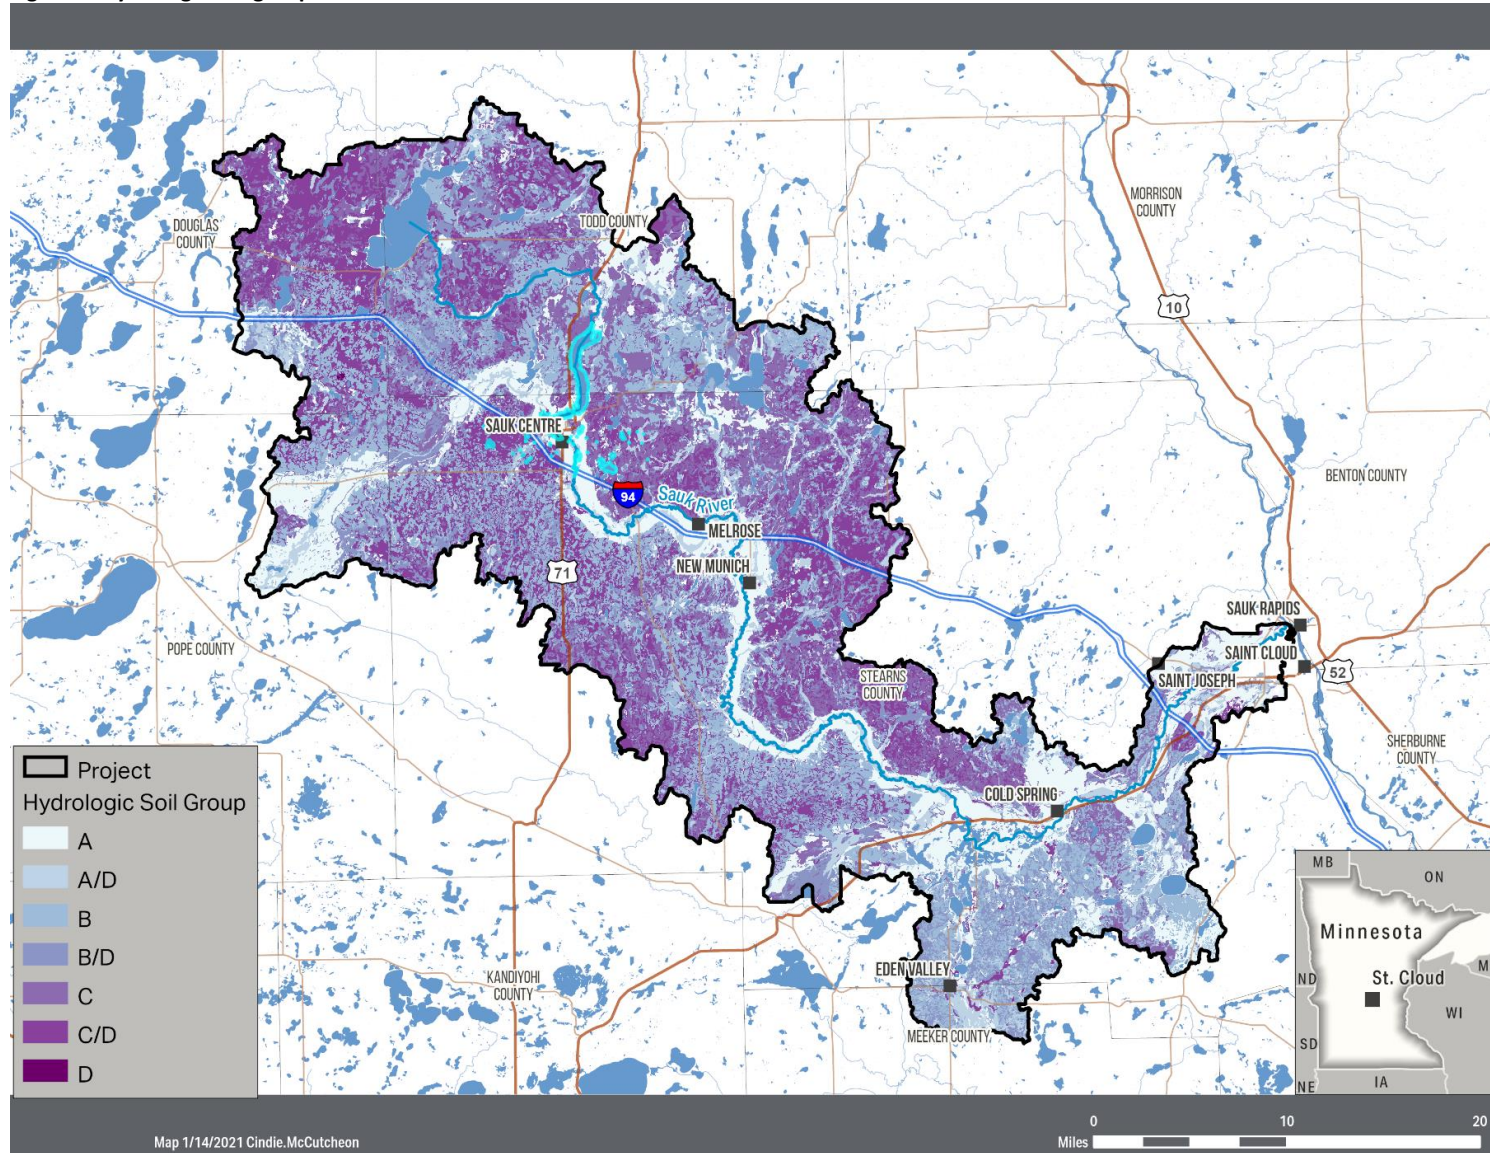 DOUGLAS
COUNTY
TODD COUNTY
MORRISON
COUNTY
10
SAUK CENTRE
94
Sauk River
MELROSE
BENTON COUNTY
NEW MUNICH
71
SAUK RAPIDS
SAINT CLOUD
POPE COUNTY
STEARNS
COUNTY
SAINT JOSEPH
52
SHERBURNE
COUNTY
COLD SPRING
EDEN VALLEY
KANDIYOHI
COUNTY
MEEKER COUNTY
Project
Hydrologic Soil Group
A
A/D
B
B/D
C
C/D
D
MB
ON
Minnesota
ND
St. Cloud
M
WI
SD
NE
IA
Map 1/14/2021 Cindie.McCutcheon
Miles
0
10
20